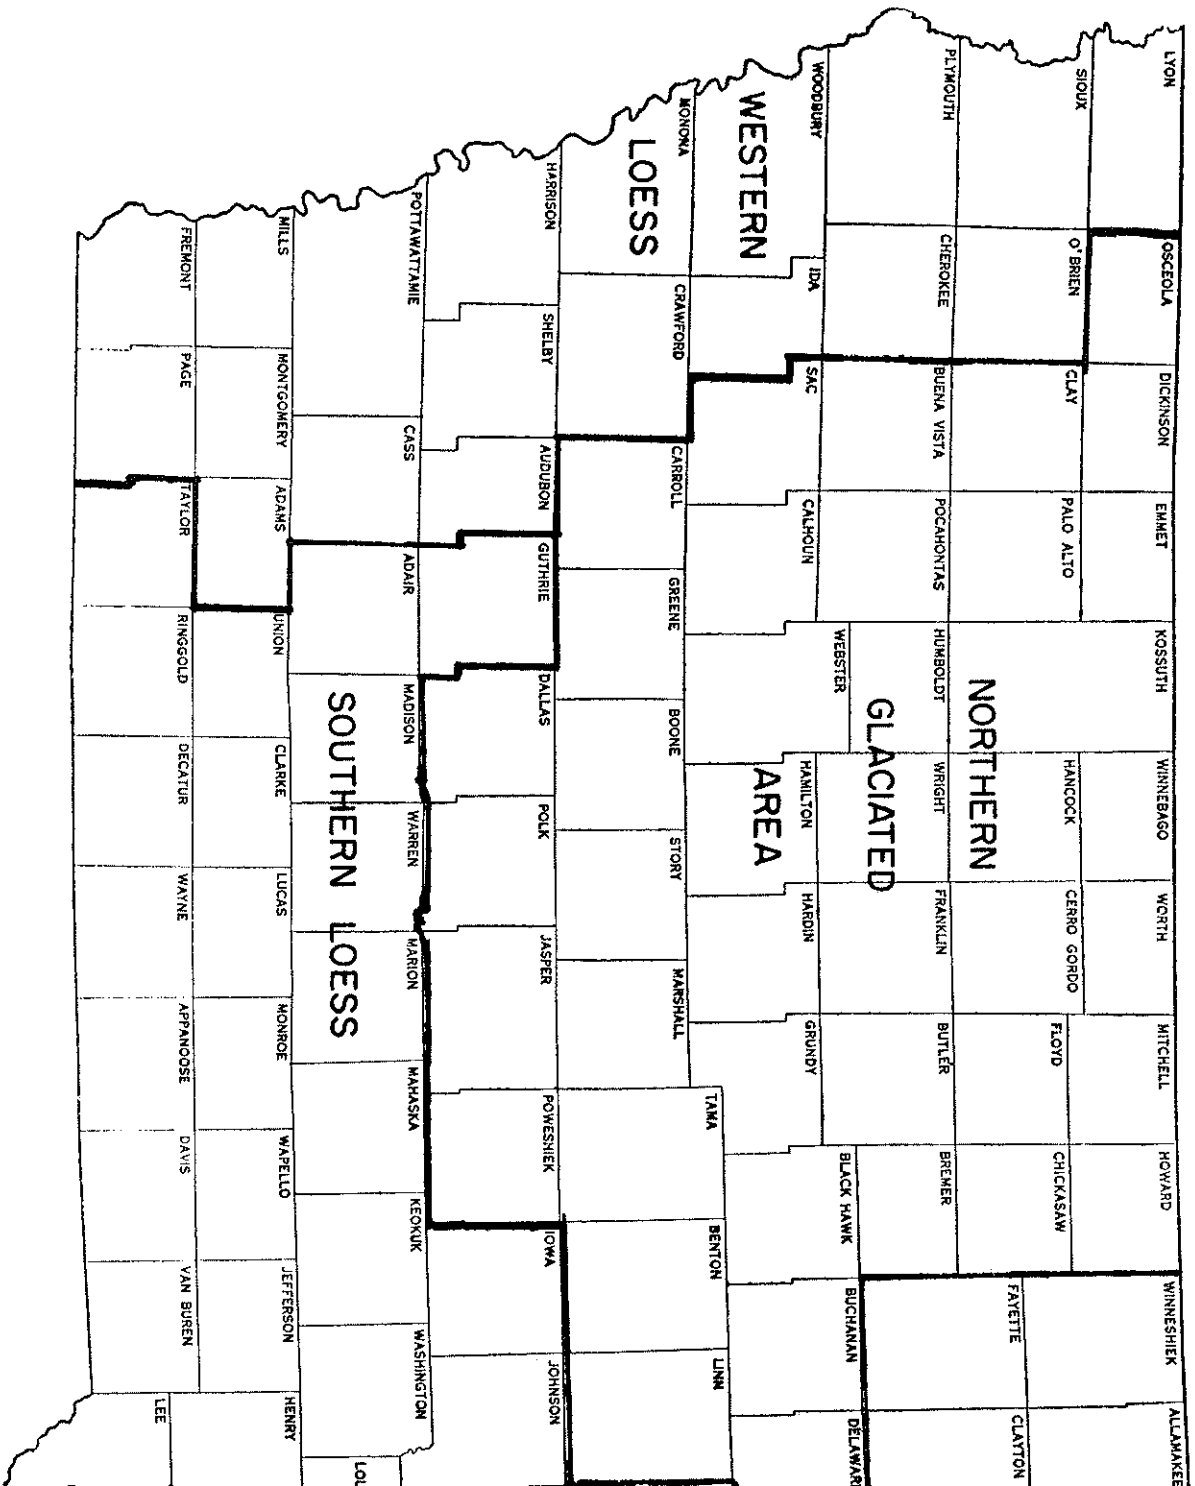 LYON
OSCEOLA
DICKINSON
EMMET
KOSSUTH
WINNEBAGO
WORTH
MITCHELL
HOWARD
WINNESHIEK
ALLAMAKEE
SIOUX
O'BRIEN
CLAY
PALO ALTO
HANCOCK
CERRO GORDO
FLOYD
CHICKASAW
FAYETTE
CLAYTON
NORTHERN
PLYMOUTH
CHEROKEE
BUENA VISTA
POCAHONTAS
HUMBOLDT
WRIGHT
FRANKLIN
BUTLER
BREMER
GLACIATED
WEBSTER
BLACK HAWK
BUCHANAN
DELAWAR
WOODBURY
IDA
SAC
CALHOUN
HAMILTON
HARDIN
GRUNDY
WESTERN
AREA
TAMA
BENTON
LINN
MONONA
CRAWFORD
CARROLL
GREENE
BOONE
STORY
MARSHALL
LOESS
HARRISON
SHELBY
AUDUBON
GUTHRIE
DALLAS
POLK
JASPER
POWESHIEK
IOWA
JOHNSON
POTTAWATTAMIE
CASS
ADAIR
MADISON
WARREN
MARION
MAHASKA
KEOKUK
WASHINGTON
SOUTHERN LOESS
MILLS
MONTGOMERY
ADAMS
UNION
CLARKE
LUCAS
MONROE
WAPELLO
JEFFERSON
HENRY
FREMONT
PAGE
TAYLOR
RINGGOLD
DECATUR
WAYNE
APPANOOSE
DAVIS
VAN BUREN
LEE